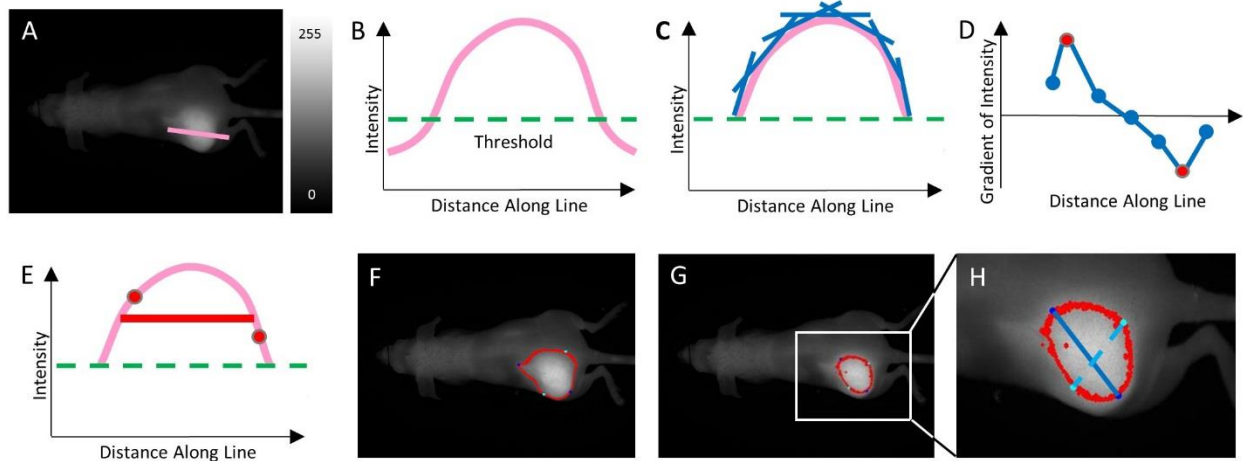 A
255
0
B
Intensity
Threshold
Distance Along Line
C
Intensity
Distance Along Line
D
Gradient of Intensity
Distance Along Line
E
Intensity
Distance Along Line
F
G
H